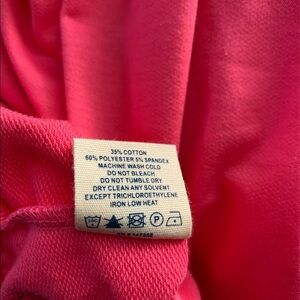 35% COTTON
60% POLYESTER 5% SPANDEX
MACHINE WASH COLD
DO NOT BLEACH
DO NOT TUMBLE DRY
DRY CLEAN ANY SOLVENT
EXCEPT TRICHLOROETHYLENE
IRON LOW HEAT
P